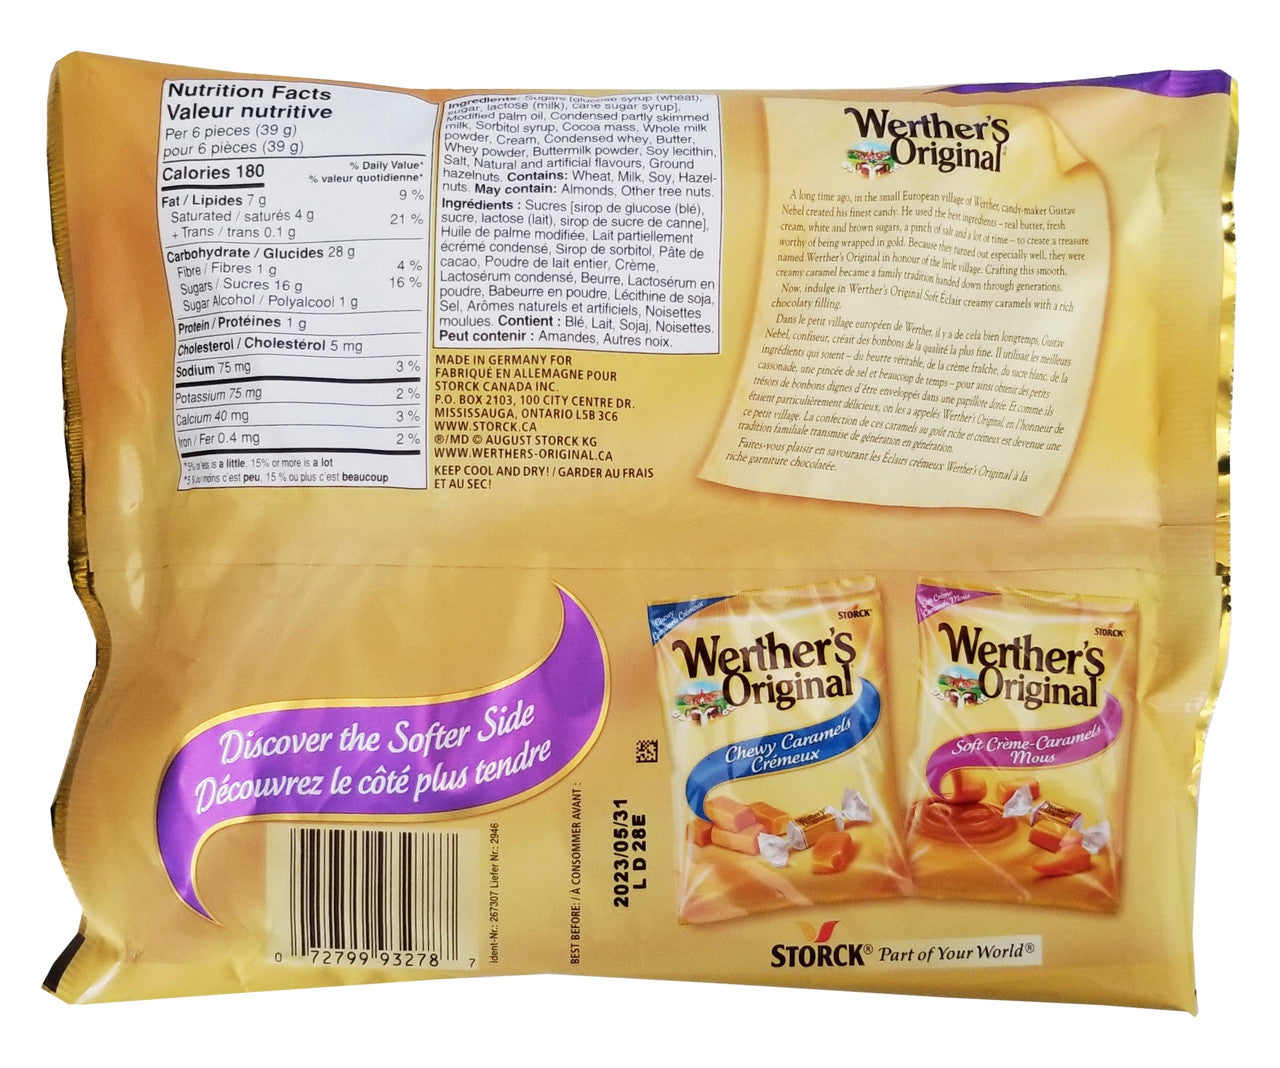 Nutrition Facts
Valeur nutritive
Per 6 pieces (39 g)
pour 6 pièces (39 g)
Calories 180
% Daily Value*
% valeur quotidienne*
Fat / Lipides 7 g 9 %
Saturated / saturés 4 g 21 %
+ Trans / trans 0.1 g
Carbohydrate / Glucides 28 g
Fibre / Fibres 1 g 4 %
Sugars / Sucres 16 g 16 %
Sugar Alcohol / Polyalcool 1 g
Protein / Protéines 1 g
Cholesterol / Cholestérol 5 mg
Sodium 75 mg 3 %
Potassium 75 mg 2 %
Calcium 40 mg 3 %
Iron / Fer 0.4 mg 2 %
*5% or less is a little, 15% or more is a lot
*5 % ou moins c'est peu, 15 % ou plus c'est beaucoup
Ingredients: Sugars [glucose syrup (wheat),
sugar, lactose (milk), cane sugar syrup],
Modified palm oil, Condensed partly skimmed
milk, Sorbitol syrup, Cocoa mass, Whole milk
powder, Cream, Condensed whey, Butter,
Whey powder, Buttermilk powder, Soy lecithin,
Salt, Natural and artificial flavours, Ground
hazelnuts. Contains: Wheat, Milk, Soy, Hazel-
nuts. May contain: Almonds, Other tree nuts.
Ingrédients : Sucres [sirop de glucose (blé),
sucre, lactose (lait), sirop de sucre de canne],
Huile de palme modifiée, Lait partiellement
écrémé condensé, Sirop de sorbitol, Pâte de
cacao, Poudre de lait entier, Crème,
Lactosérum condensé, Beurre, Lactosérum en
poudre, Babeurre en poudre, Lécithine de soja,
Sel, Arômes naturels et artificiels, Noisettes
moulues. Contient : Blé, Lait, Sojaj, Noisettes.
Peut contenir : Amandes, Autres noix.
MADE IN GERMANY FOR
FABRIQUÉ EN ALLEMAGNE POUR
STORCK CANADA INC.
P.O. BOX 2103, 100 CITY CENTRE DR.
MISSISSAUGA, ONTARIO L5B 3C6
WWW.STORCK.CA
®/MD © AUGUST STORCK KG
WWW.WERTHERS-ORIGINAL.CA
KEEP COOL AND DRY! / GARDER AU FRAIS
ET AU SEC!
Werther's
Original
A long time ago, in the small European village of Werther, candy-maker Gustav
Nebel created his finest candy. He used the best ingredients – real butter, fresh
cream, white and brown sugars, a pinch of salt and a lot of time – to create a treasure
worthy of being wrapped in gold. Because they turned out especially well, they were
named Werther's Original in honour of the little village. Crafting this smooth,
creamy caramel became a family tradition handed down through generations.
Now, indulge in Werther's Original Soft Éclair creamy caramels with a rich
chocolaty filling.
Dans le petit village européen de Werther, il y a de cela bien longtemps, Gustav
Nebel, confiseur, créait des bonbons de la qualité la plus fine. Il utilisait les meilleurs
ingrédients qui soient – du beurre véritable, de la crème fraîche, du sucre blanc, de la
cassonade, une pincée de sel et beaucoup de temps – pour ainsi obtenir des petits
trésors de bonbons dignes d'être enveloppés dans une papillote dorée. Et comme ils
étaient particulièrement délicieux, on les a appelés Werther's Original, en l'honneur de
ce petit village. La confection de ces caramels au goût riche et crémeux est devenue une
tradition familiale transmise de génération en génération.
Faites-vous plaisir en savourant les Éclairs crémeux Werther's Original à la
riche garniture chocolatée.
Discover the Softer Side
Découvrez le côté plus tendre
0 72799 93278 7
Ident-Nr.: 267307 Liefer Nr.: 2946
BEST BEFORE: / À CONSOMMER AVANT :
2023/05/31
L D 28E
STORCK®
Werther's
Original
Chewy Caramels
Crémeux
STORCK®
Werther's
Original
Soft Crème-Caramels
Mous
STORCK® Part of Your World®